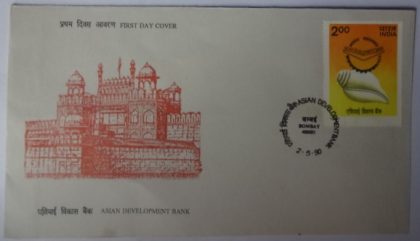 प्रथम दिवस आवरण FIRST DAY COVER
2.00 भारत INDIA
एशियाई विकास बैंक
एशियाई विकास बैंक-ASIAN DEVELOPMENT BANK
बम्बई
BOMBAY
2-5-90
एशियाई विकास बैंक ASIAN DEVELOPMENT BANK